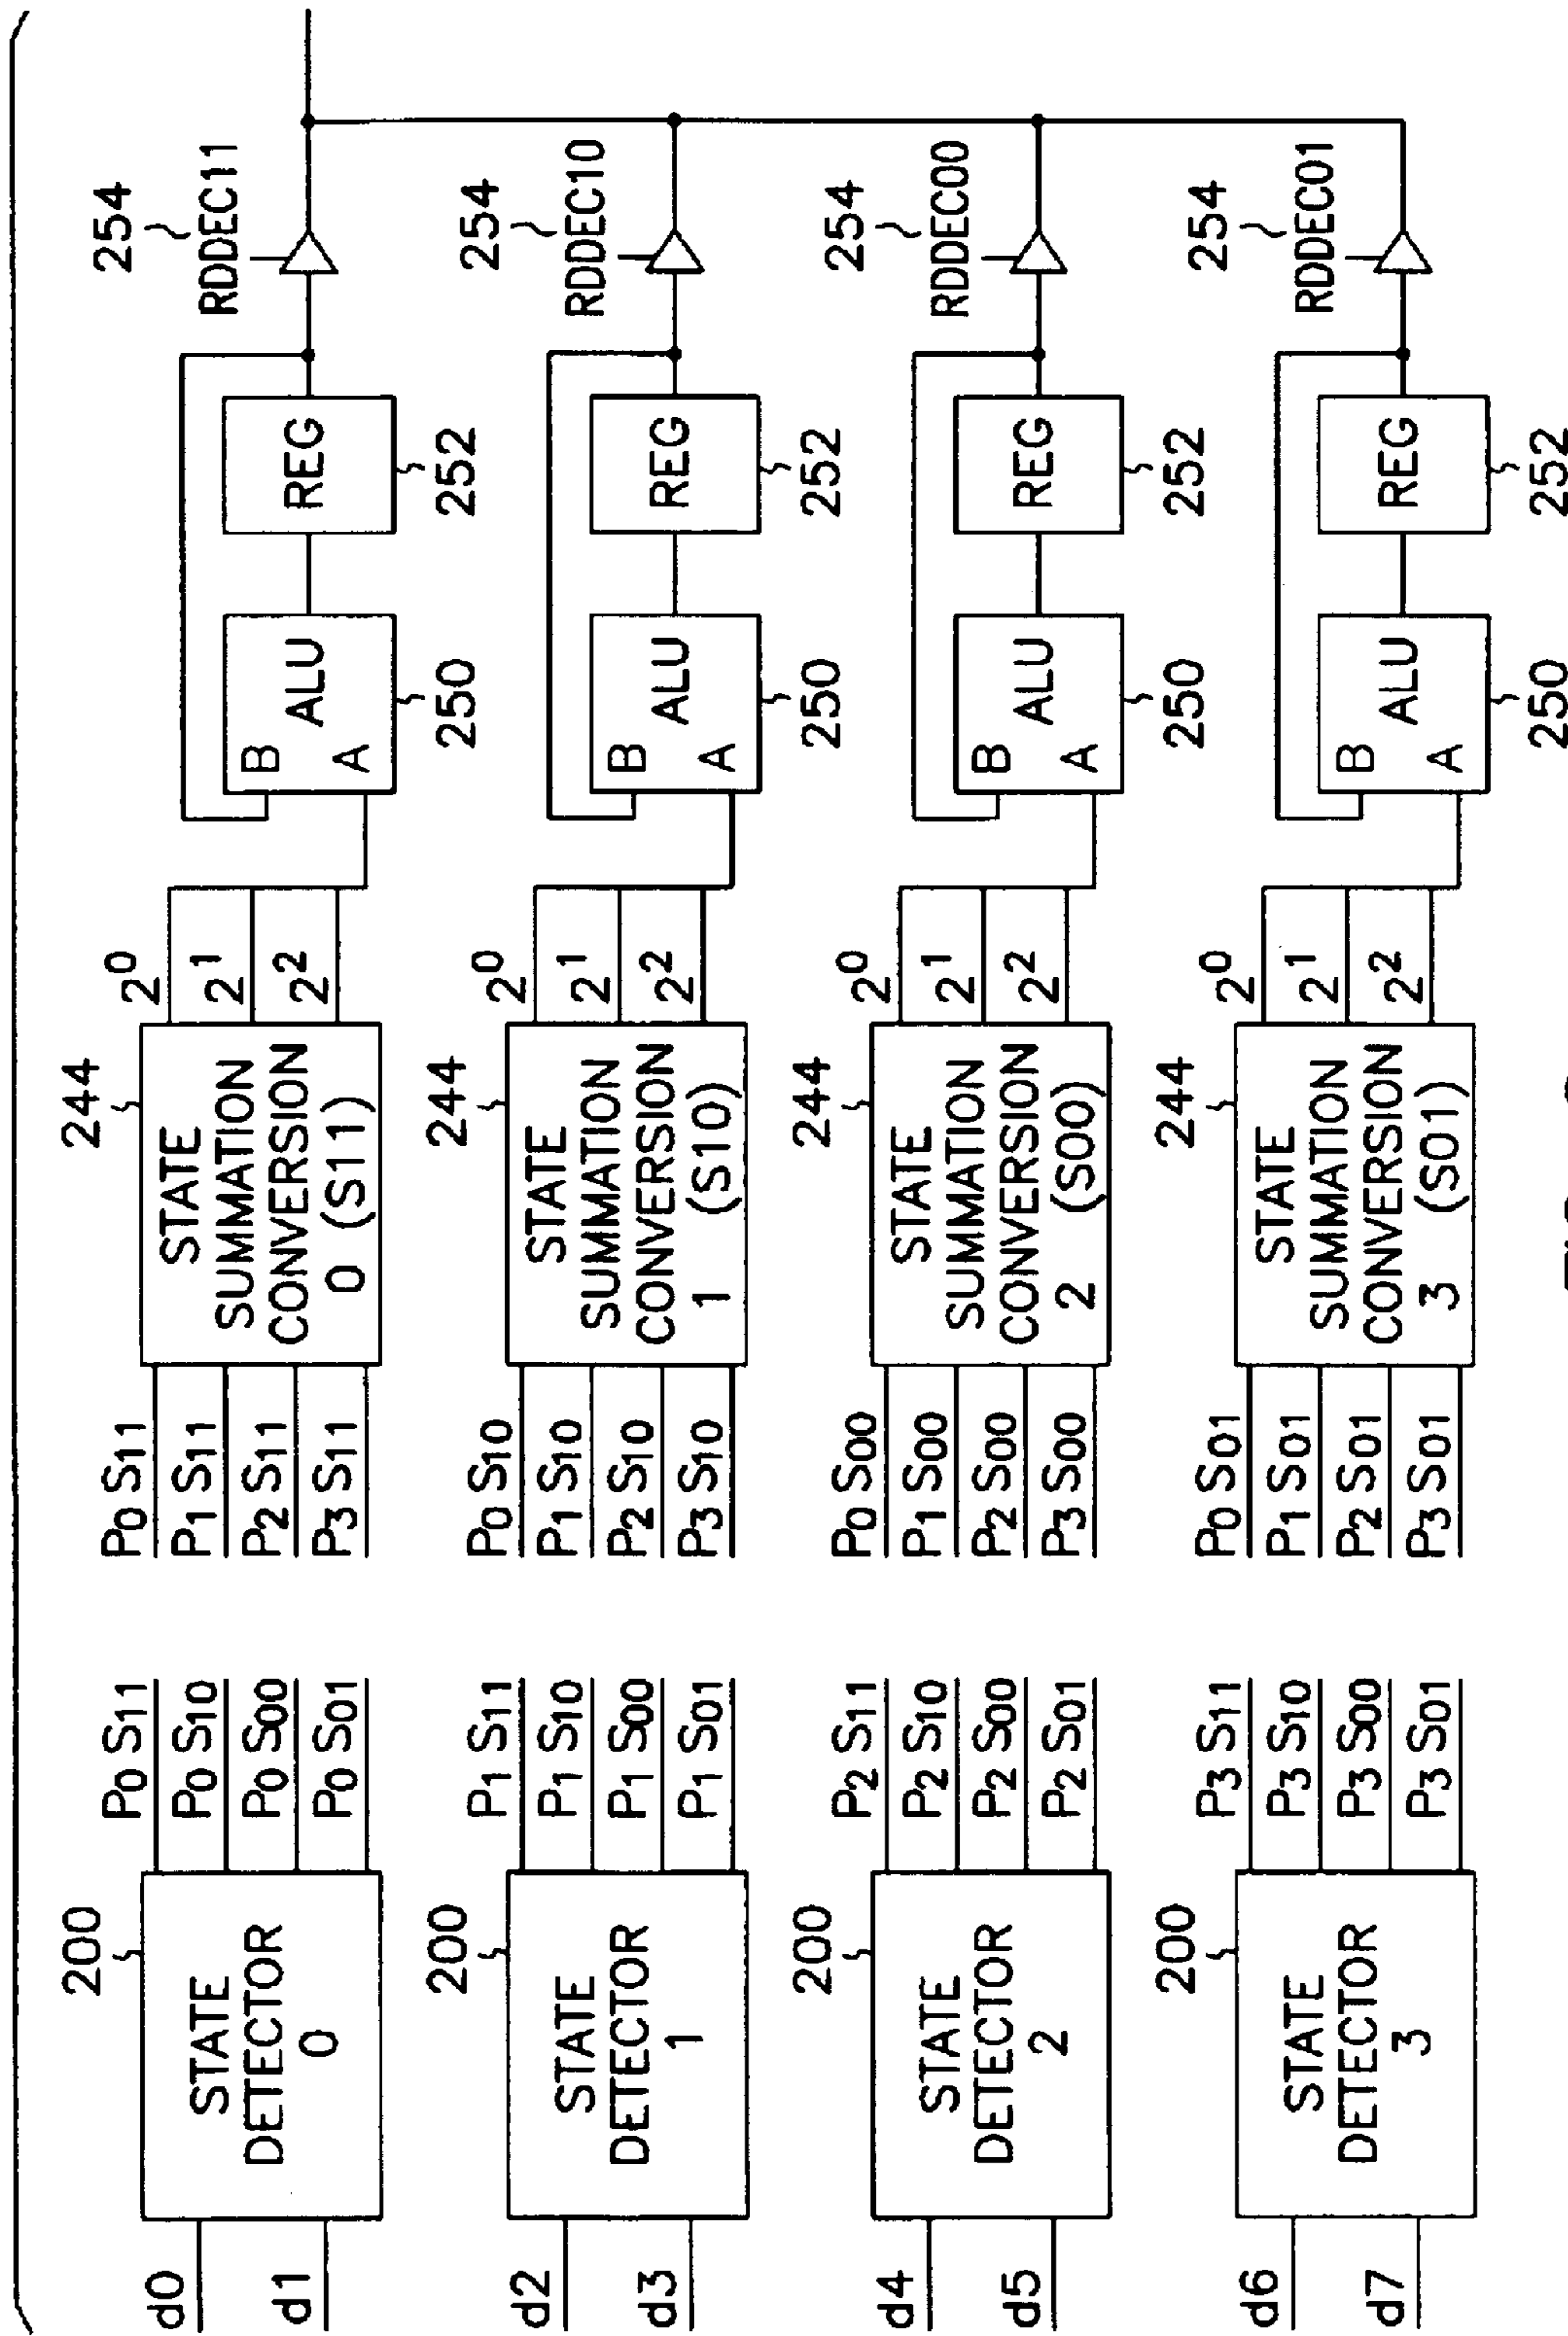 200
d0
d1
STATE
DETECTOR
0
P0 S11
P0 S10
P0 S00
P0 S01
P0 S11
P1 S11
P2 S11
P3 S11
244
STATE
SUMMATION
CONVERSION
0 (S11)
2^0
2^1
2^2
B
ALU
A
250
REG
252
254
RDDEC11
200
d2
d3
STATE
DETECTOR
1
P1 S11
P1 S10
P1 S00
P1 S01
P0 S10
P1 S10
P2 S10
P3 S10
244
STATE
SUMMATION
CONVERSION
1 (S10)
2^0
2^1
2^2
B
ALU
A
250
REG
252
254
RDDEC10
200
d4
d5
STATE
DETECTOR
2
P2 S11
P2 S10
P2 S00
P2 S01
P0 S00
P1 S00
P2 S00
P3 S00
244
STATE
SUMMATION
CONVERSION
2 (S00)
2^0
2^1
2^2
B
ALU
A
250
REG
252
254
RDDEC00
200
d6
d7
STATE
DETECTOR
3
P3 S11
P3 S10
P3 S00
P3 S01
P0 S01
P1 S01
P2 S01
P3 S01
244
STATE
SUMMATION
CONVERSION
3 (S01)
2^0
2^1
2^2
B
ALU
A
250
REG
252
254
RDDEC01